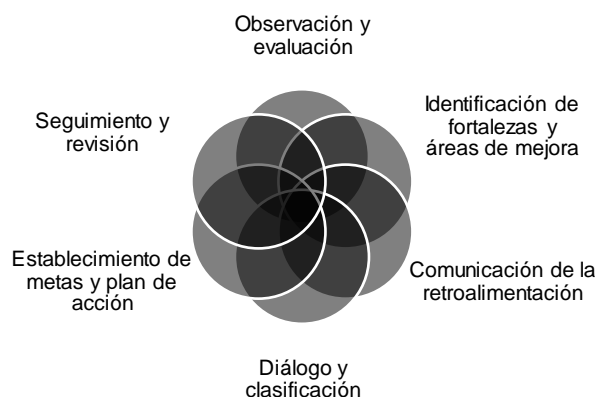 Observación y
evaluación
Identificación de
fortalezas y
áreas de mejora
Comunicación de la
retroalimentación
Diálogo y
clasificación
Establecimiento de
metas y plan de
acción
Seguimiento y
revisión